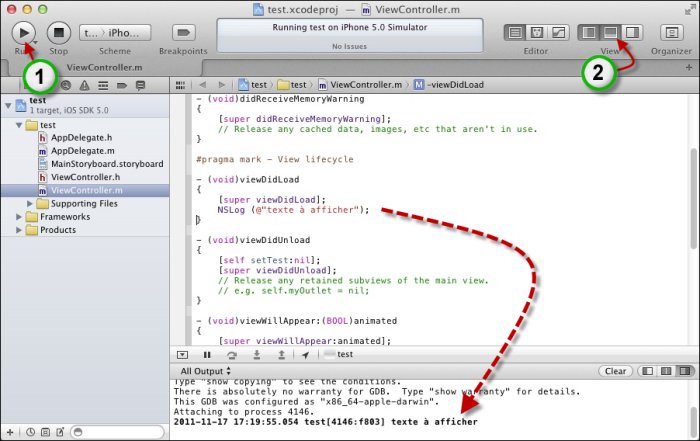 test.xcodeproj — ViewController.m
Run
Stop
t... › iPho...
Scheme
Breakpoints
Running test on iPhone 5.0 Simulator
No Issues
Editor
View
Organizer
1
2
ViewController.m
test › test › ViewController.m › -viewDidLoad
test
1 target, iOS SDK 5.0
test
AppDelegate.h
AppDelegate.m
MainStoryboard.storyboard
ViewController.h
ViewController.m
Supporting Files
Frameworks
Products
- (void)didReceiveMemoryWarning
{
[super didReceiveMemoryWarning];
// Release any cached data, images, etc that aren't in use.
}
#pragma mark - View lifecycle
- (void)viewDidLoad
{
[super viewDidLoad];
NSLog (@"texte à afficher");
}
- (void)viewDidUnload
{
[self setTest:nil];
[super viewDidUnload];
// Release any retained subviews of the main view.
// e.g. self.myOutlet = nil;
}
- (void)viewWillAppear:(BOOL)animated
{
[super viewWillAppear:animated];
test
All Output
Clear
Type "show copying" to see the conditions.
There is absolutely no warranty for GDB. Type "show warranty" for details.
This GDB was configured as "x86_64-apple-darwin".
Attaching to process 4146.
2011-11-17 17:19:55.054 test[4146:f803] texte à afficher